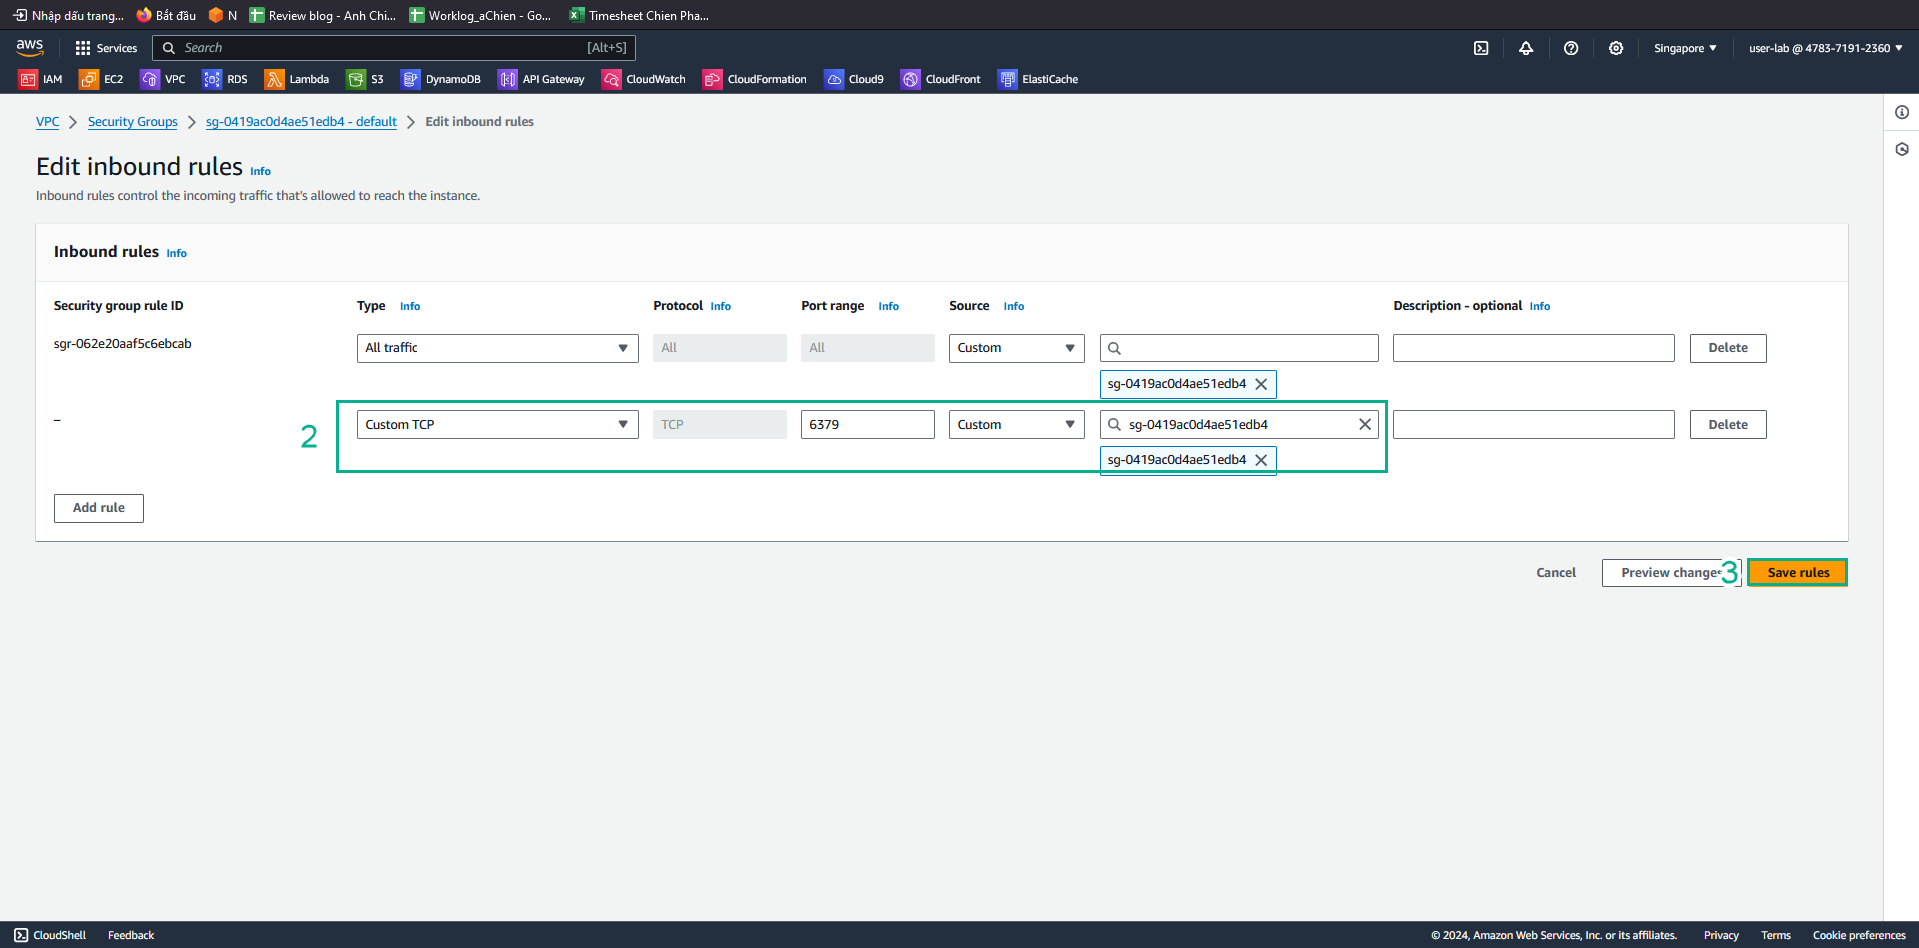 Nhập dấu trang... Bắt đầu N Review blog - Anh Chi... Worklog_aChien - Go... Timesheet Chien Pha...
aws Services Search [Alt+S] Singapore user-lab @ 4783-7191-2360
IAM EC2 VPC RDS Lambda S3 DynamoDB API Gateway CloudWatch CloudFormation Cloud9 CloudFront ElastiCache
VPC Security Groups sg-0419ac0d4ae51edb4 - default Edit inbound rules
Edit inbound rules Info
Inbound rules control the incoming traffic that's allowed to reach the instance.
Inbound rules Info
Security group rule ID Type Info Protocol Info Port range Info Source Info Description - optional Info
sgr-062e20aaf5c6ebcab All traffic All All Custom Delete
sg-0419ac0d4ae51edb4
– 2 Custom TCP TCP 6379 Custom sg-0419ac0d4ae51edb4 Delete
sg-0419ac0d4ae51edb4
Add rule
Cancel Preview changes 3 Save rules
CloudShell Feedback © 2024, Amazon Web Services, Inc. or its affiliates. Privacy Terms Cookie preferences